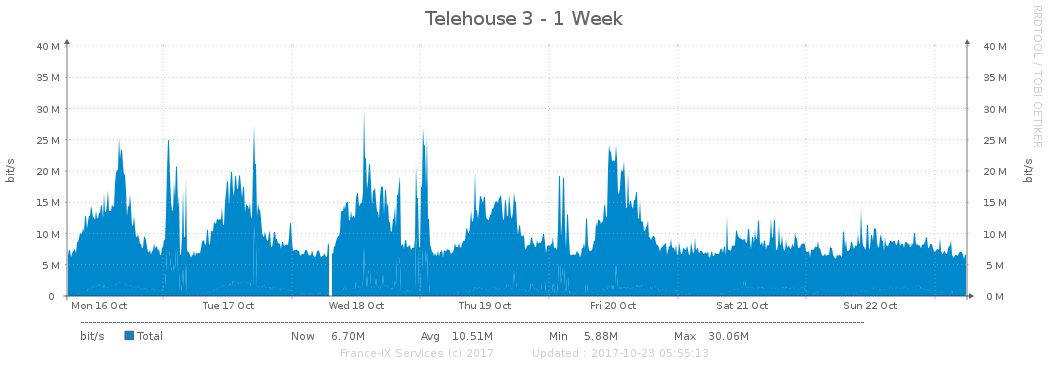 Telehouse 3 - 1 Week
RRDTOOL / TOBI OETIKER
40 M 40 M
35 M 35 M
30 M 30 M
25 M 25 M
20 M 20 M
15 M 15 M
10 M 10 M
5 M 5 M
0 0 M
bit/s bit/s
Mon 16 Oct Tue 17 Oct Wed 18 Oct Thu 19 Oct Fri 20 Oct Sat 21 Oct Sun 22 Oct
bit/s Total Now 6.70M Avg 10.51M Min 5.88M Max 30.06M
France-IX Services (c) 2017 Updated : 2017-10-23 05:55:13